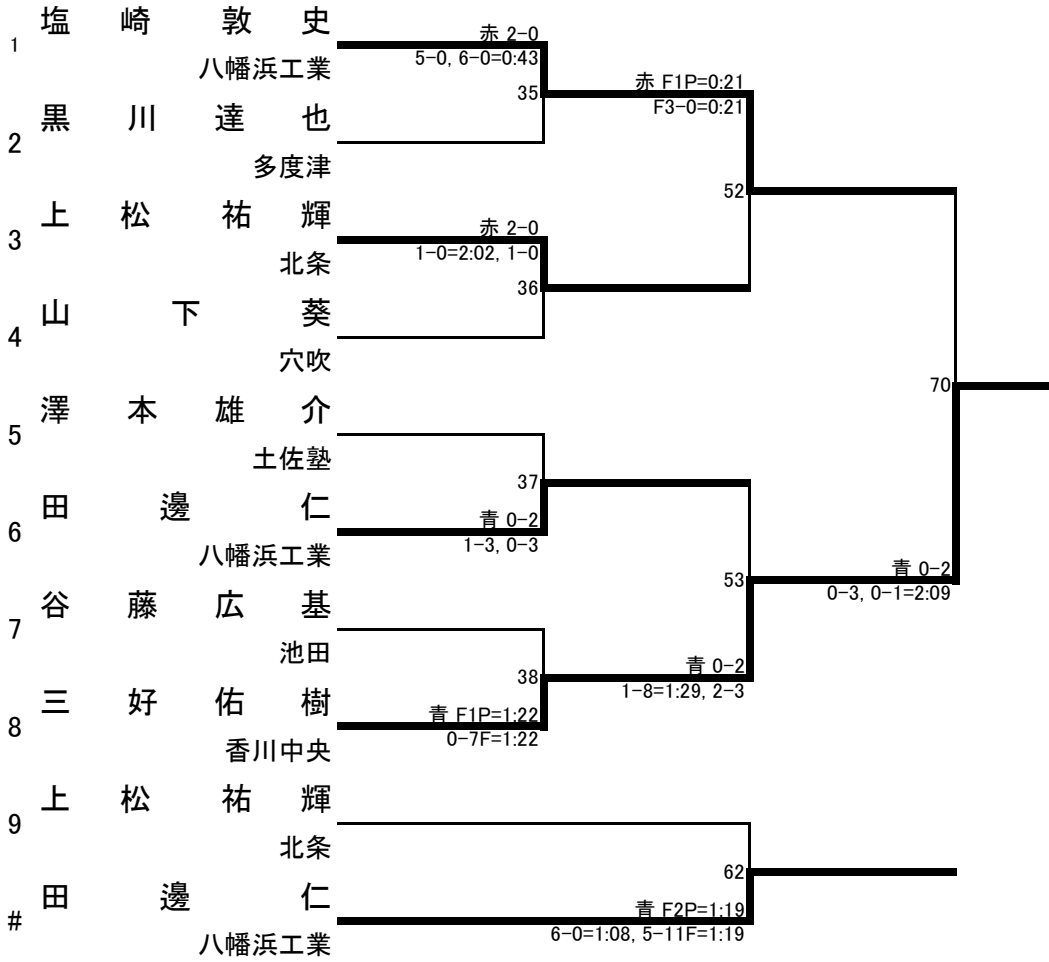 塩崎敦史
1
赤 2-0
5-0, 6-0=0:43
八幡浜工業
35
赤 F1P=0:21
F3-0=0:21
黒川達也
2
多度津
52
上松祐輝
3
赤 2-0
1-0=2:02, 1-0
北条
36
山下葵
4
穴吹
70
澤本雄介
5
土佐塾
37
田邊仁
6
青 0-2
1-3, 0-3
八幡浜工業
53
青 0-2
0-3, 0-1=2:09
谷藤広基
7
池田
38
青 0-2
1-8=1:29, 2-3
三好佑樹
8
青 F1P=1:22
0-7F=1:22
香川中央
上松祐輝
9
北条
62
田邊仁
#
青 F2P=1:19
6-0=1:08, 5-11F=1:19
八幡浜工業